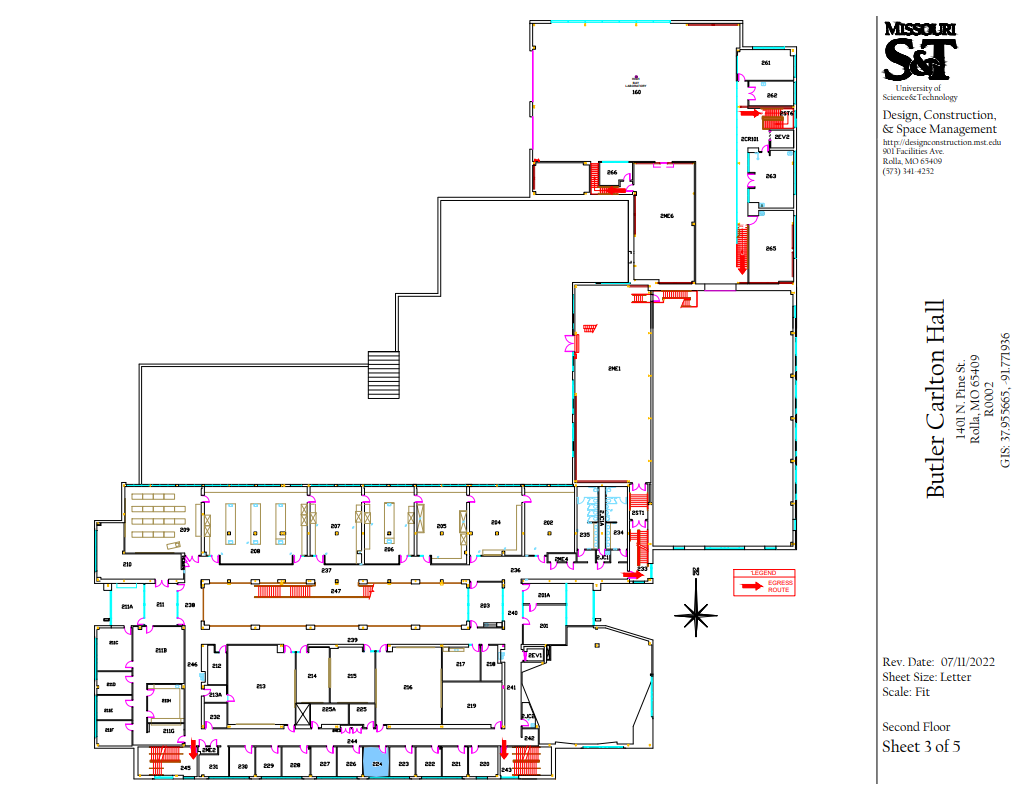 MISSOURI
S&T
University of
Science & Technology
Design, Construction,
& Space Management
http://designconstruction.mst.edu
901 Facilities Ave.
Rolla, MO 65409
(573) 341-4252
Butler Carlton Hall
1401 N. Pine St.
Rolla, MO 65409
R0002
GIS: 37.955665, -91.771936
Rev. Date: 07/11/2022
Sheet Size: Letter
Scale: Fit
Second Floor
Sheet 3 of 5
LEGEND
EGRESS
ROUTE
261
LABORATORY
160
262
2CR101
2EV2
266
263
2ME6
265
2ME1
209
208
207
206
205
204
202
235
234
2ST1
210
237
2ME4
2JC1
236
233
211A
211
238
247
203
240
201A
201
239
211C
211B
246
212
213
214
215
216
217
218
2EV1
211D
213A
241
211E
211H
232
225A
225
219
211F
211G
244
242
2ME2
245
231
230
229
228
227
226
224
223
222
221
220
243